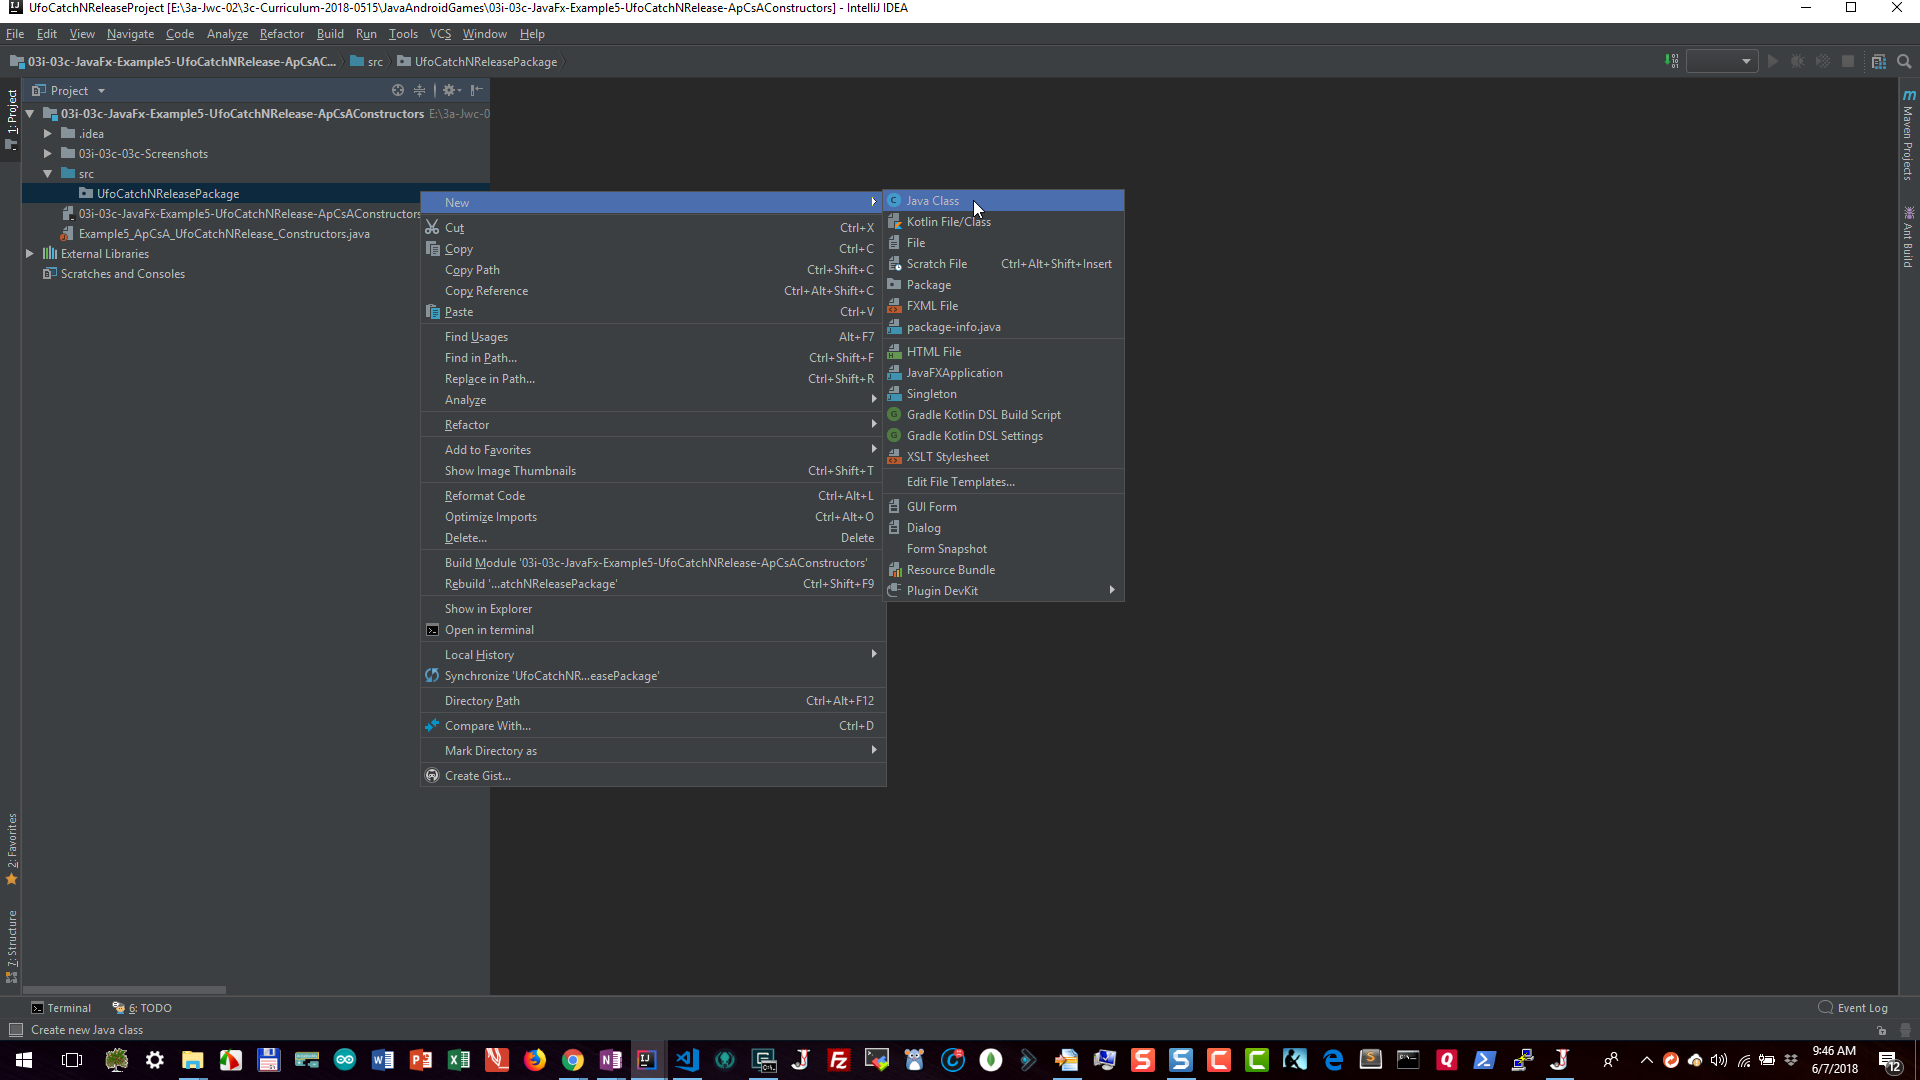 UfoCatchNReleaseProject [E:\3a-Jwc-02\3c-Curriculum-2018-0515\JavaAndroidGames\03i-03c-JavaFx-Example5-UfoCatchNRelease-ApCsAConstructors] - IntelliJ IDEA
File Edit View Navigate Code Analyze Refactor Build Run Tools VCS Window Help
03i-03c-JavaFx-Example5-UfoCatchNRelease-ApCsAC... src UfoCatchNReleasePackage
1: Project
Project
03i-03c-JavaFx-Example5-UfoCatchNRelease-ApCsAConstructors E:\3a-Jwc-0
.idea
03i-03c-03c-Screenshots
src
UfoCatchNReleasePackage
03i-03c-JavaFx-Example5-UfoCatchNRelease-ApCsAConstructors
Example5_ApCsA_UfoCatchNRelease_Constructors.java
External Libraries
Scratches and Consoles
New
Cut Ctrl+X
Copy Ctrl+C
Copy Path Ctrl+Shift+C
Copy Reference Ctrl+Alt+Shift+C
Paste Ctrl+V
Find Usages Alt+F7
Find in Path... Ctrl+Shift+F
Replace in Path... Ctrl+Shift+R
Analyze
Refactor
Add to Favorites
Show Image Thumbnails Ctrl+Shift+T
Reformat Code Ctrl+Alt+L
Optimize Imports Ctrl+Alt+O
Delete... Delete
Build Module '03i-03c-JavaFx-Example5-UfoCatchNRelease-ApCsAConstructors'
Rebuild '...atchNReleasePackage' Ctrl+Shift+F9
Show in Explorer
Open in terminal
Local History
Synchronize 'UfoCatchNR...easePackage'
Directory Path Ctrl+Alt+F12
Compare With... Ctrl+D
Mark Directory as
Create Gist...
Java Class
Kotlin File/Class
File
Scratch File Ctrl+Alt+Shift+Insert
Package
FXML File
package-info.java
HTML File
JavaFXApplication
Singleton
Gradle Kotlin DSL Build Script
Gradle Kotlin DSL Settings
XSLT Stylesheet
Edit File Templates...
GUI Form
Dialog
Form Snapshot
Resource Bundle
Plugin DevKit
Maven Projects
Ant Build
2: Favorites
7: Structure
Terminal 6: TODO Event Log
Create new Java class
9:46 AM
6/7/2018
12